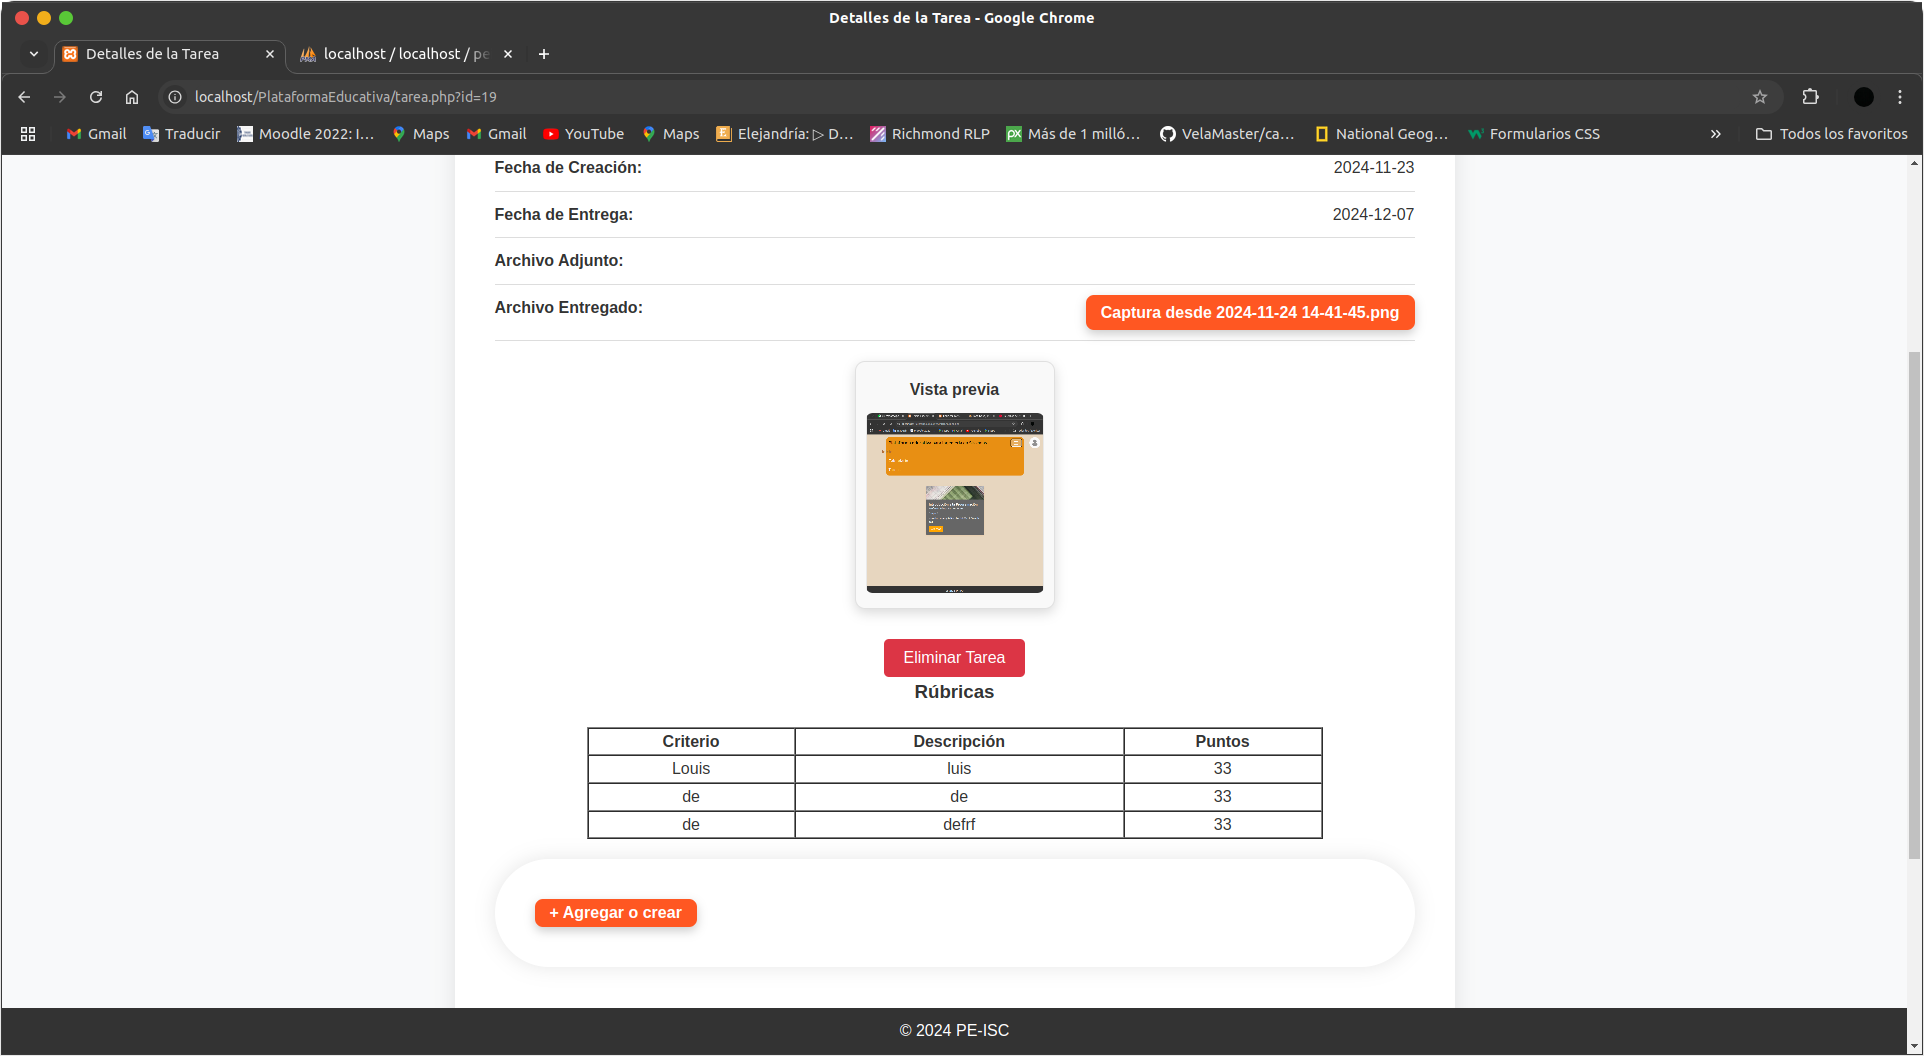 Detalles de la Tarea - Google Chrome
Detalles de la Tarea
localhost / localhost / pe
localhost/PlataformaEducativa/tarea.php?id=19
Gmail
Traducir
Moodle 2022: I...
Maps
Gmail
YouTube
Maps
Elejandría: ▷ D...
Richmond RLP
Más de 1 milló...
VelaMaster/ca...
National Geog...
Formularios CSS
»
Todos los favoritos
Fecha de Creación: 2024-11-23
Fecha de Entrega: 2024-12-07
Archivo Adjunto:
Archivo Entregado: Captura desde 2024-11-24 14-41-45.png
Vista previa
Eliminar Tarea
Rúbricas
Criterio Descripción Puntos
Louis luis 33
de de 33
de defrf 33
+ Agregar o crear
© 2024 PE-ISC